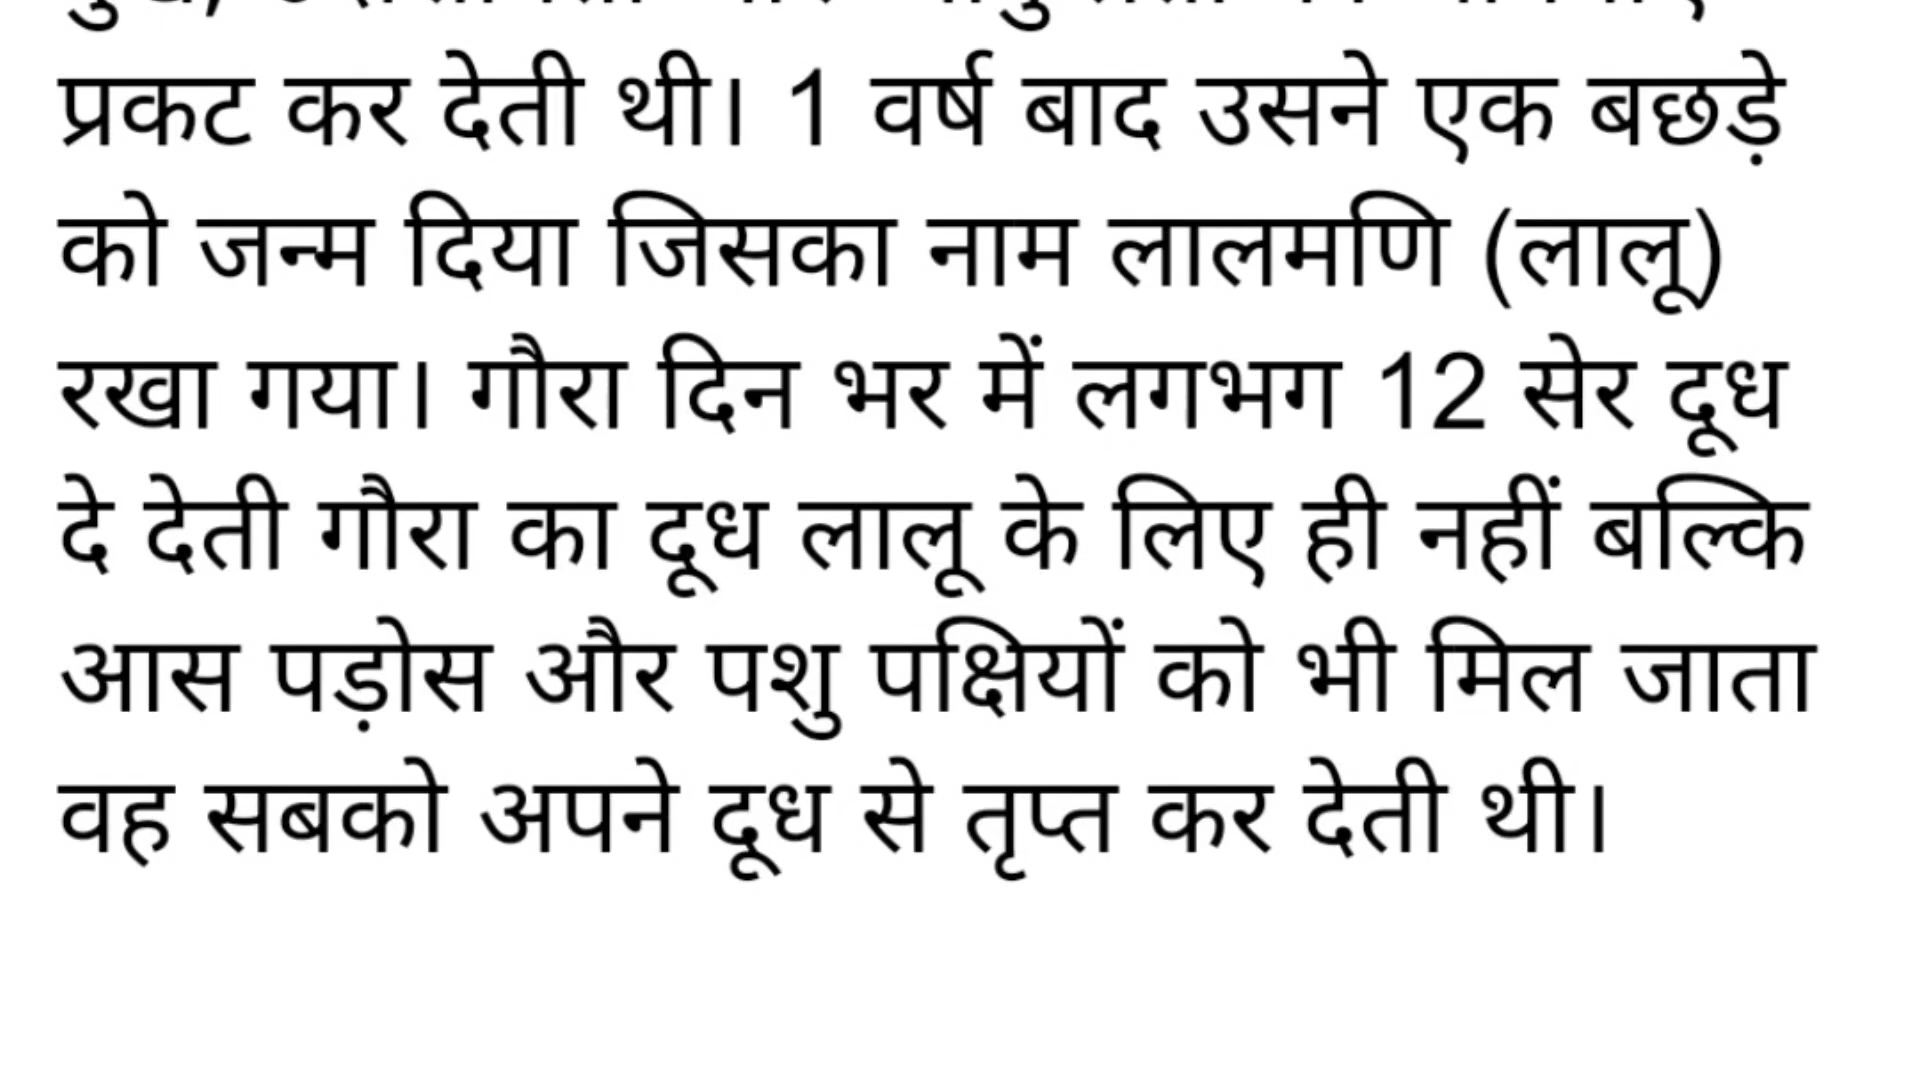 प्रकट कर देती थी। 1 वर्ष बाद उसने एक बछड़े
को जन्म दिया जिसका नाम लालमणि (लालू)
रखा गया। गौरा दिन भर में लगभग 12 सेर दूध
दे देती गौरा का दूध लालू के लिए ही नहीं बल्कि
आस पड़ोस और पशु पक्षियों को भी मिल जाता
वह सबको अपने दूध से तृप्त कर देती थी।